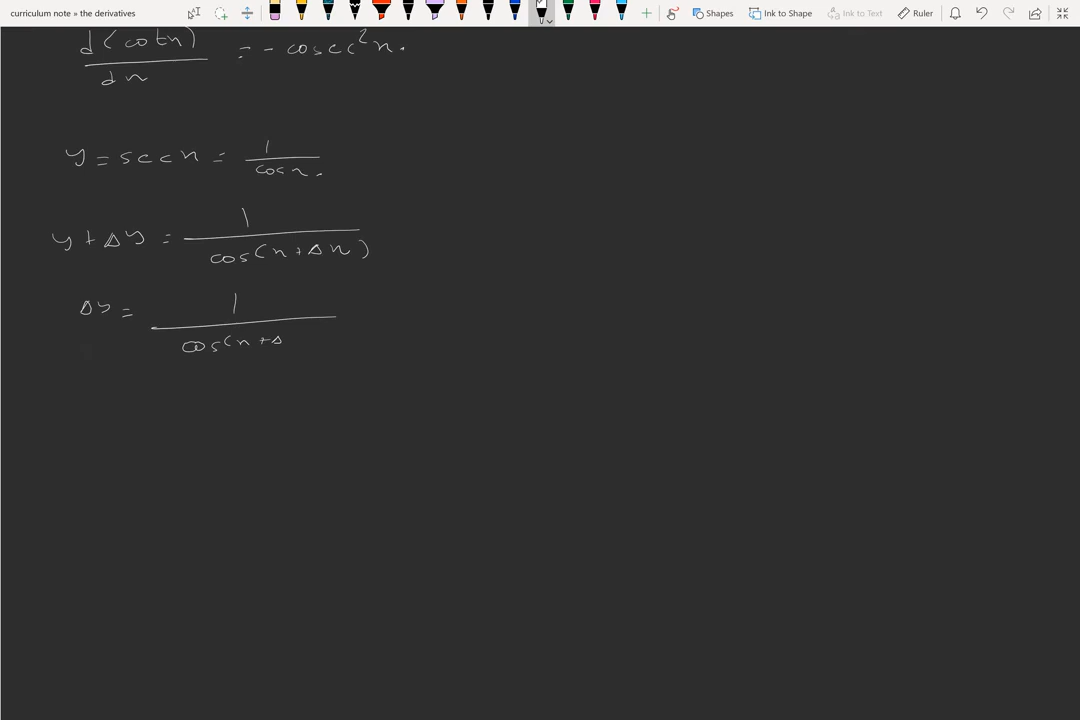 curriculum note » the derivatives
Shapes Ink to Shape Ink to Text Ruler
d(cotx)/dx = - cosec²x.
y = secx = 1/cosx.
y + Δy = 1/cos(x+Δx)
Δy = 1/cos(x+Δ